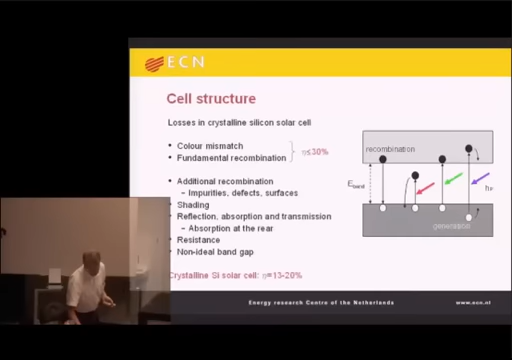 ECN
Cell structure
Losses in crystalline silicon solar cell
• Colour mismatch
• Fundamental recombination
η≤30%
• Additional recombination
– Impurities, defects, surfaces
• Shading
• Reflection, absorption and transmission
– Absorption at the rear
• Resistance
• Non-ideal band gap
Crystalline Si solar cell: η=13-20%
recombination
E band
hν
generation
Energy research Centre of the Netherlands
www.ecn.nl